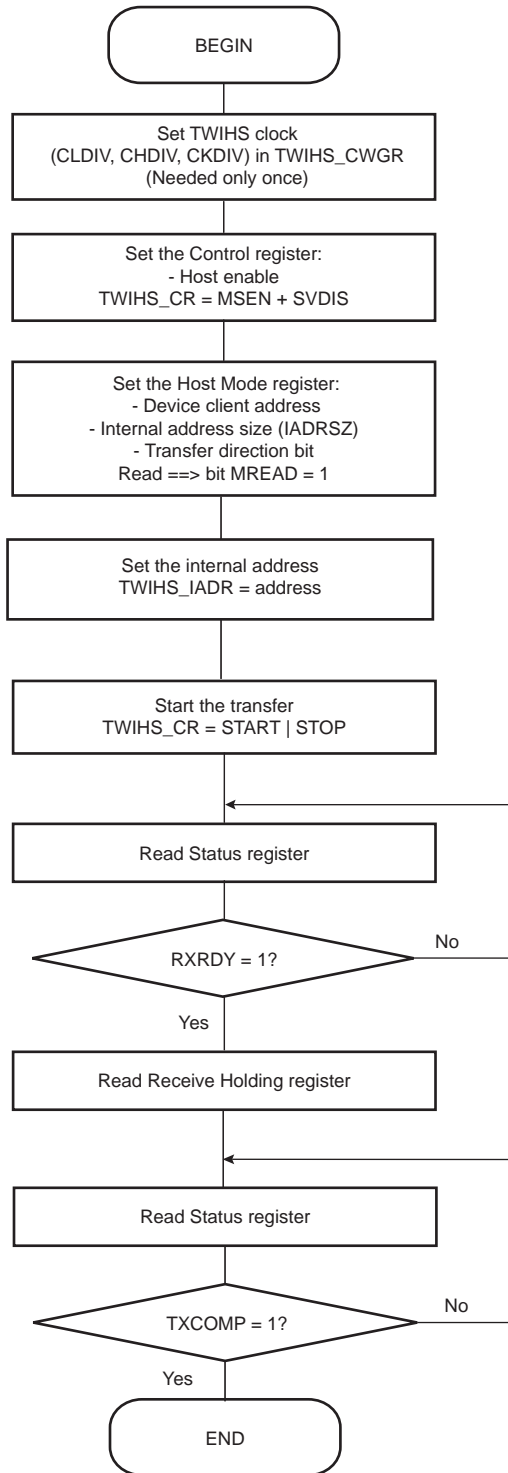 BEGIN
Set TWIHS clock
(CLDIV, CHDIV, CKDIV) in TWIHS_CWGR
(Needed only once)
Set the Control register:
- Host enable
TWIHS_CR = MSEN + SVDIS
Set the Host Mode register:
- Device client address
- Internal address size (IADRSZ)
- Transfer direction bit
Read ==> bit MREAD = 1
Set the internal address
TWIHS_IADR = address
Start the transfer
TWIHS_CR = START | STOP
Read Status register
RXRDY = 1?
No
Yes
Read Receive Holding register
Read Status register
TXCOMP = 1?
No
Yes
END